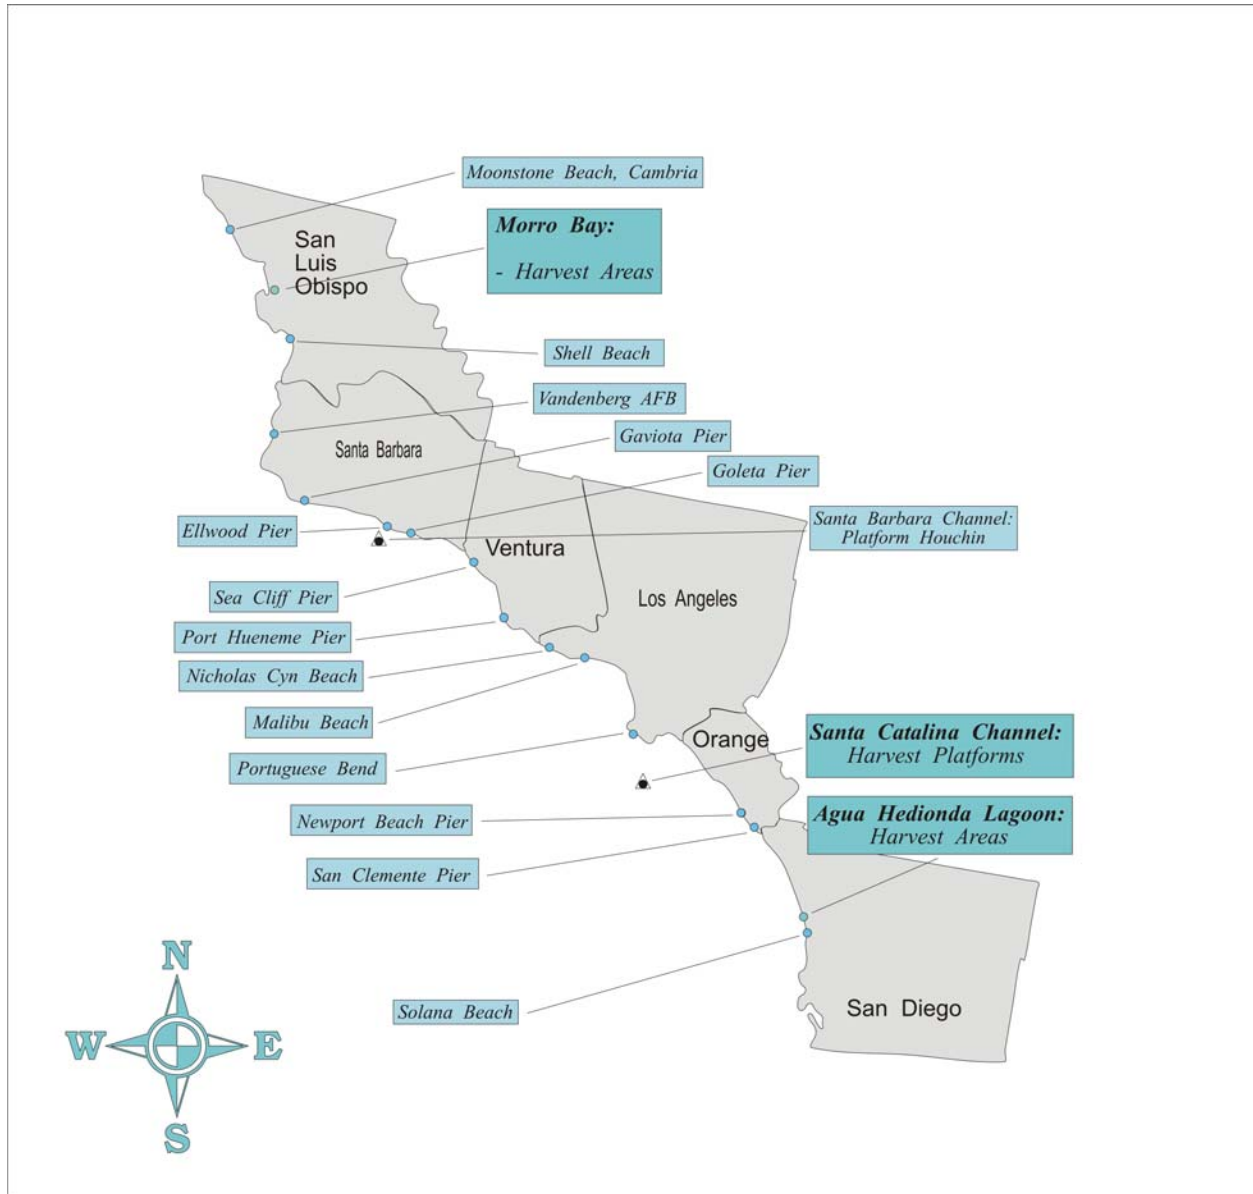 Moonstone Beach, Cambria
Morro Bay:
- Harvest Areas
San
Luis
Obispo
Shell Beach
Vandenberg AFB
Gaviota Pier
Santa Barbara
Goleta Pier
Ellwood Pier
Santa Barbara Channel:
Platform Houchin
Ventura
Sea Cliff Pier
Los Angeles
Port Hueneme Pier
Nicholas Cyn Beach
Malibu Beach
Orange
Santa Catalina Channel:
Harvest Platforms
Portuguese Bend
Newport Beach Pier
Agua Hedionda Lagoon:
Harvest Areas
San Clemente Pier
Solana Beach
San Diego
N
W
E
S